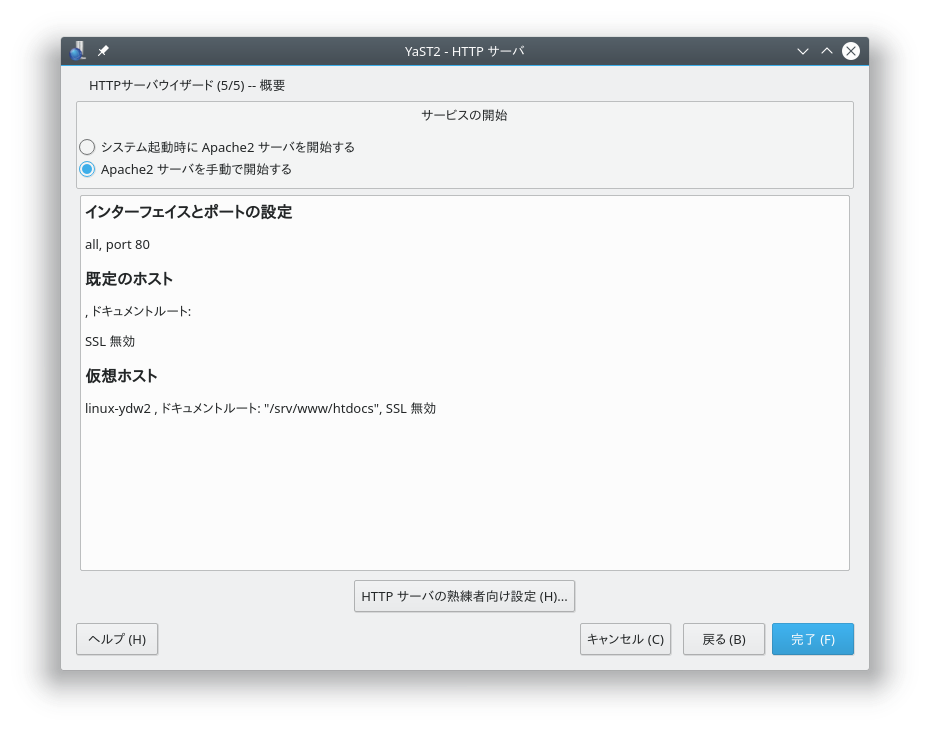 YaST2 - HTTP サーバ
HTTPサーバウイザード (5/5) -- 概要
サービスの開始
システム起動時に Apache2 サーバを開始する
Apache2 サーバを手動で開始する
インターフェイスとポートの設定
all, port 80
既定のホスト
, ドキュメントルート:
SSL 無効
仮想ホスト
linux-ydw2 , ドキュメントルート: "/srv/www/htdocs", SSL 無効
HTTP サーバの熟練者向け設定 (H)...
ヘルプ (H) キャンセル (C) 戻る (B) 完了 (F)